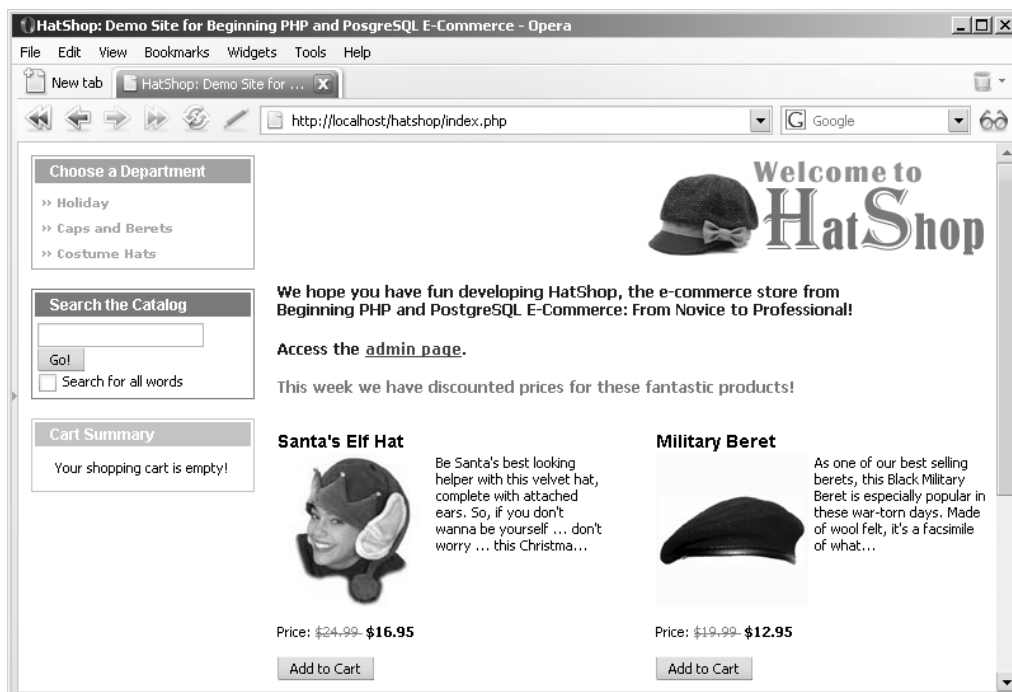 HatShop: Demo Site for Beginning PHP and PosgreSQL E-Commerce - Opera
File Edit View Bookmarks Widgets Tools Help
New tab HatShop: Demo Site for ...
http://localhost/hatshop/index.php G Google
Choose a Department
›› Holiday
›› Caps and Berets
›› Costume Hats
Search the Catalog
Go!
Search for all words
Cart Summary
Your shopping cart is empty!
Welcome to
HatShop
We hope you have fun developing HatShop, the e-commerce store from
Beginning PHP and PostgreSQL E-Commerce: From Novice to Professional!
Access the admin page.
This week we have discounted prices for these fantastic products!
Santa's Elf Hat
Be Santa's best looking
helper with this velvet hat,
complete with attached
ears. So, if you don't
wanna be yourself ... don't
worry ... this Christma...
Price: $24.99 $16.95
Add to Cart
Military Beret
As one of our best selling
berets, this Black Military
Beret is especially popular in
these war-torn days. Made
of wool felt, it's a facsimile
of what...
Price: $19.99 $12.95
Add to Cart